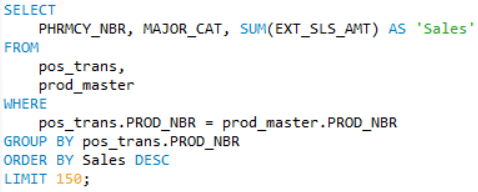 SELECT
PHRMCY_NBR, MAJOR_CAT, SUM(EXT_SLS_AMT) AS 'Sales'
FROM
pos_trans,
prod_master
WHERE
pos_trans.PROD_NBR = prod_master.PROD_NBR
GROUP BY pos_trans.PROD_NBR
ORDER BY Sales DESC
LIMIT 150;